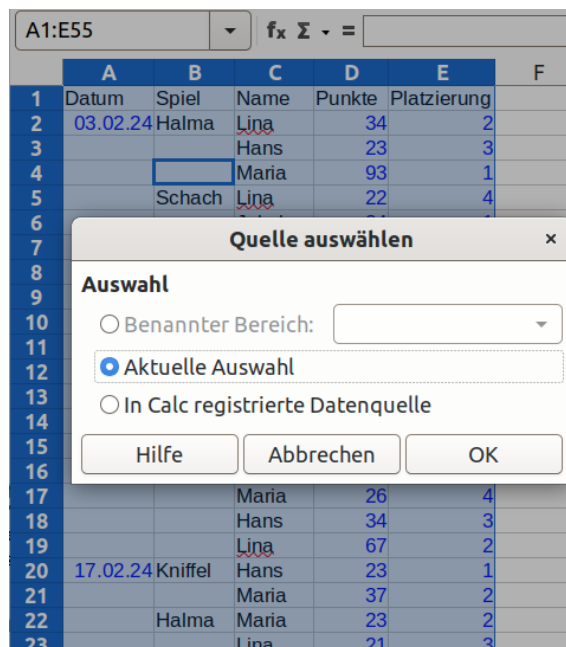 A1:E55 fx Σ =
A B C D E F
1 Datum Spiel Name Punkte Platzierung
2 03.02.24 Halma Lina 34 2
3 Hans 23 3
4 Maria 93 1
5 Schach Lina 22 4
6
7 Quelle auswählen ×
8 Auswahl
9
10 Benannter Bereich:
11
12 Aktuelle Auswahl
13 In Calc registrierte Datenquelle
14
15 Hilfe Abbrechen OK
16
17 Maria 26 4
18 Hans 34 3
19 Lina 67 2
20 17.02.24 Kniffel Hans 23 1
21 Maria 37 2
22 Halma Maria 23 2
23 Lina 21 3